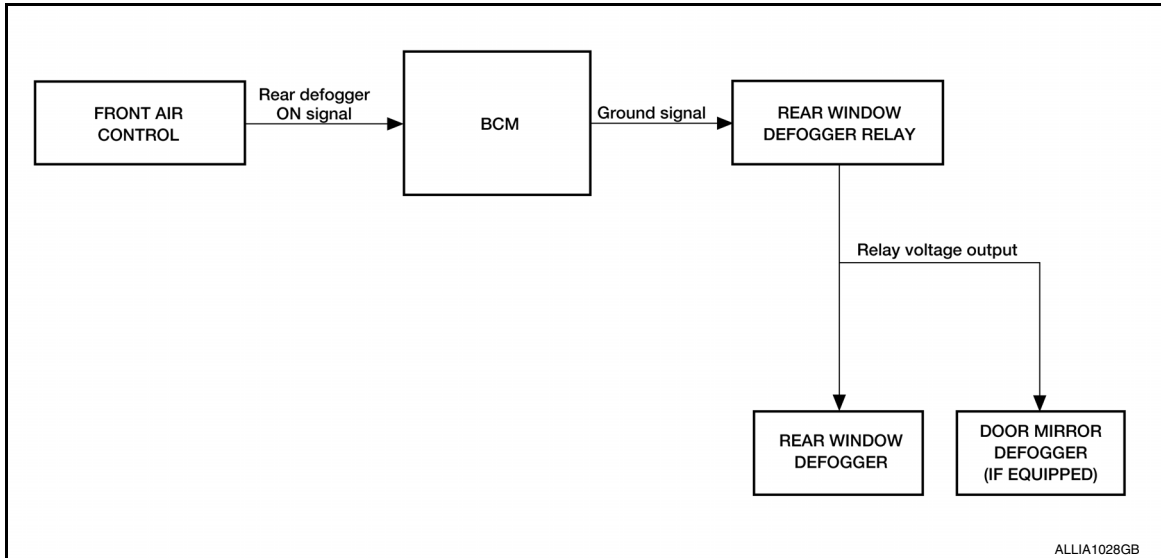 FRONT AIR
CONTROL
Rear defogger
ON signal
BCM
Ground signal
REAR WINDOW
DEFOGGER RELAY
Relay voltage output
REAR WINDOW
DEFOGGER
DOOR MIRROR
DEFOGGER
(IF EQUIPPED)
ALLIA1028GB